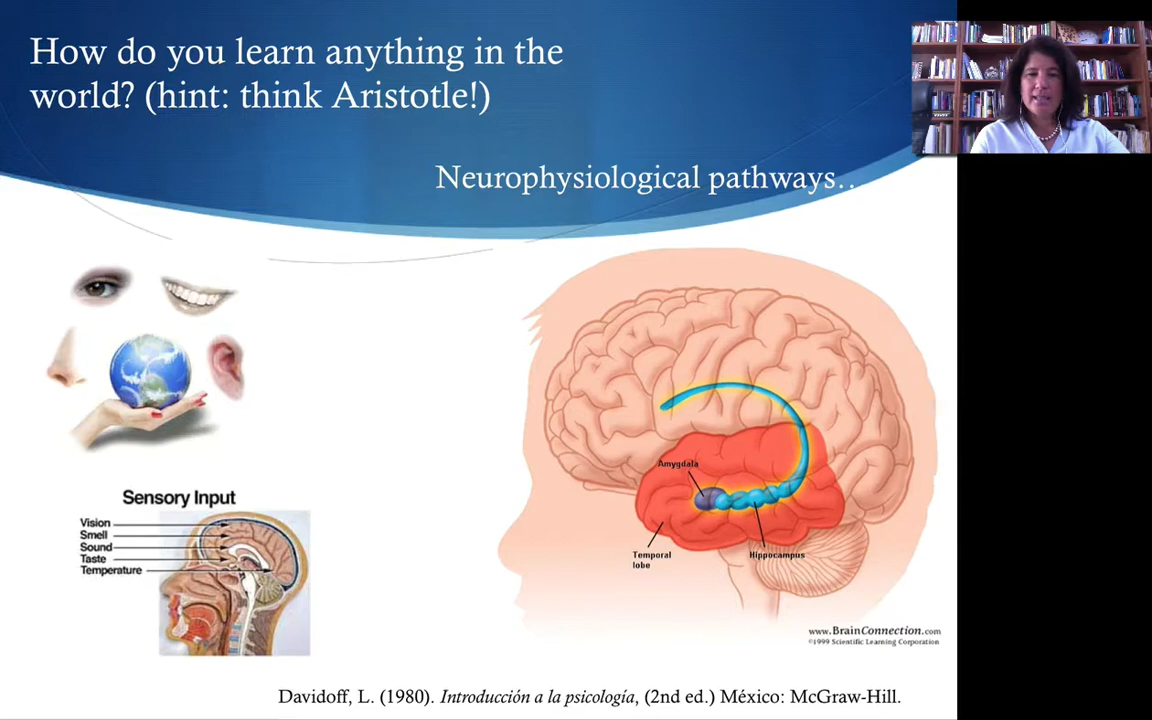 How do you learn anything in the
world? (hint: think Aristotle!)
Neurophysiological pathways…
Sensory Input
Vision
Smell
Sound
Taste
Temperature
Amygdala
Temporal
lobe
Hippocampus
www.BrainConnection.com
©1999 Scientific Learning Corporation
Davidoff, L. (1980). Introducción a la psicología, (2nd ed.) México: McGraw-Hill.